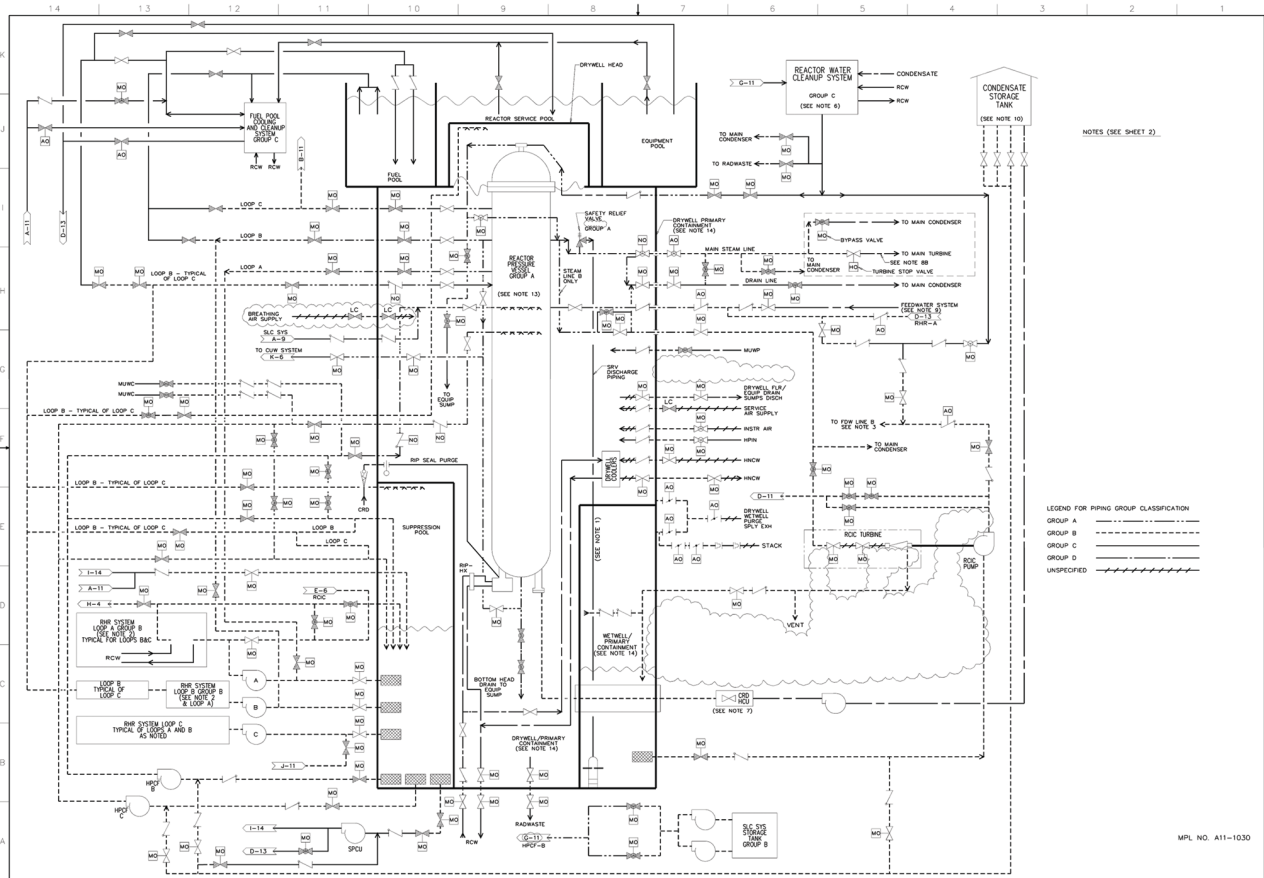 14 13 12 11 10 9 8 7 6 5 4 3 2 1
K
J
I
H
G
F
E
D
C
B
A
DRYWELL HEAD
REACTOR WATER
CLEANUP SYSTEM
GROUP C
(SEE NOTE 6)
G-11
CONDENSATE
RCW
RCW
CONDENSATE
STORAGE
TANK
(SEE NOTE 10)
NOTES (SEE SHEET 2)
FUEL POOL
COOLING
AND CLEANUP
SYSTEM
GROUP C
RCW RCW
B-11
AO
AO
MO
A-11
D-13
REACTOR SERVICE POOL
FUEL
POOL
EQUIPMENT
POOL
TO MAIN
CONDENSER
TO RADWASTE
MO
MO
MO MO
LOOP C
LOOP B
LOOP A
LOOP B - TYPICAL
OF LOOP C
SAFETY RELIEF
VALVE
GROUP A
DRYWELL PRIMARY
CONTAINMENT
(SEE NOTE 14)
MAIN STEAM LINE
TO MAIN CONDENSER
BYPASS VALVE
TO MAIN TURBINE
SEE NOTE 8B
TURBINE STOP VALVE
TO
MAIN
CONDENSER
DRAIN LINE
TO MAIN CONDENSER
REACTOR
PRESSURE
VESSEL
GROUP A
(SEE NOTE 13)
STEAM
LINE B
ONLY
FEEDWATER SYSTEM
(SEE NOTE 9)
D-13
RHR-A
BREATHING
AIR SUPPLY
LC LC
SLC SYS
A-9
TO CUW SYSTEM
K-6
MUWP
SRV
DISCHARGE
PIPING
MUWC
MUWC
LOOP B - TYPICAL OF LOOP C
TO
EQUIP
SUMP
DRYWELL FLR/
EQUIP DRAIN
SUMPS DISCH
LC
SERVICE
AIR SUPPLY
INSTR AIR
HPIN
HNCW
HNCW
DRYWELL
COOLERS
TO FDW LINE B
SEE NOTE 3
TO MAIN
CONDENSER
RIP SEAL PURGE
CRD
LOOP B - TYPICAL OF LOOP C
LOOP B - TYPICAL OF LOOP C
LOOP B
LOOP C
SUPPRESSION
POOL
(SEE NOTE 1)
D-11
DRYWELL
WETWELL
PURGE
SPLY EXH
STACK
RCIC TURBINE
RCIC
PUMP
LEGEND FOR PIPING GROUP CLASSIFICATION
GROUP A
GROUP B
GROUP C
GROUP D
UNSPECIFIED
I-14
A-11
H-4
E-6
RCIC
RIP-
HX
RHR SYSTEM
LOOP A GROUP B
(SEE NOTE 2)
TYPICAL FOR LOOPS B&C
RCW
VENT
WETWELL/
PRIMARY
CONTAINMENT
(SEE NOTE 14)
LOOP B
TYPICAL OF
LOOP C
RHR SYSTEM
LOOP B GROUP B
(SEE NOTE 2
& LOOP A)
A
B
C
BOTTOM HEAD
DRAIN TO
EQUIP
SUMP
CRD
HCU
(SEE NOTE 7)
RHR SYSTEM LOOP C
TYPICAL OF LOOPS A AND B
AS NOTED
J-11
DRYWELL/PRIMARY
CONTAINMENT
(SEE NOTE 14)
HPCF
B
HPCF
C
I-14
D-13
SPCU
RCW
RADWASTE
G-11
HPCF-B
SLC SYS
STORAGE
TANK
GROUP B
MPL NO. A11-1030